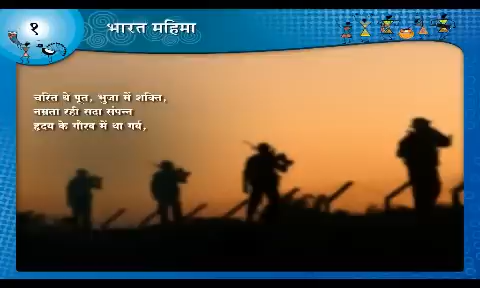 १
भारत महिमा
चरित थे पूत, भुजा में शक्ति,
नम्रता रही सदा संपन्न
हृदय के गौरव में था गर्व,